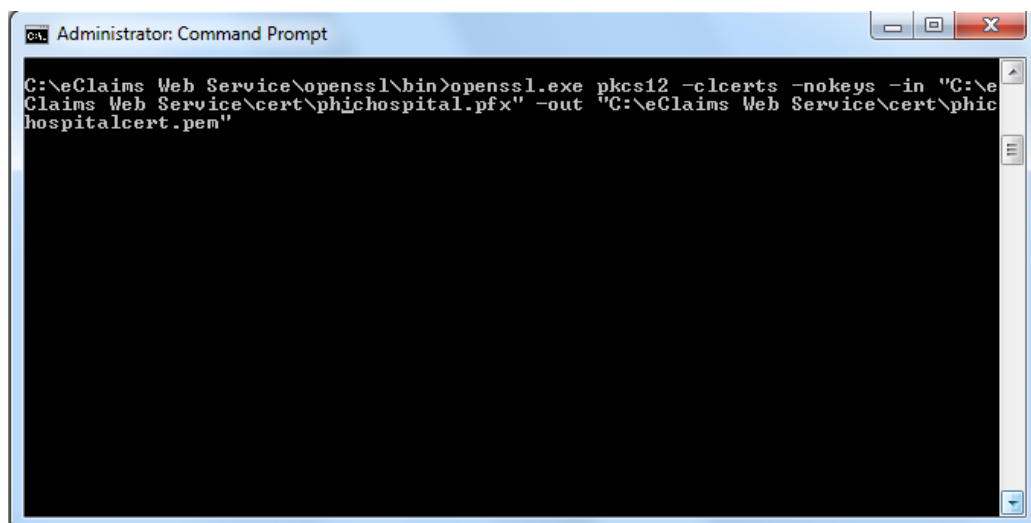 Administrator: Command Prompt
C:\eClaims Web Service\openssl\bin>openssl.exe pkcs12 -clcerts -nokeys -in "C:\e
Claims Web Service\cert\phichospital.pfx" -out "C:\eClaims Web Service\cert\phic
hospitalcert.pem"